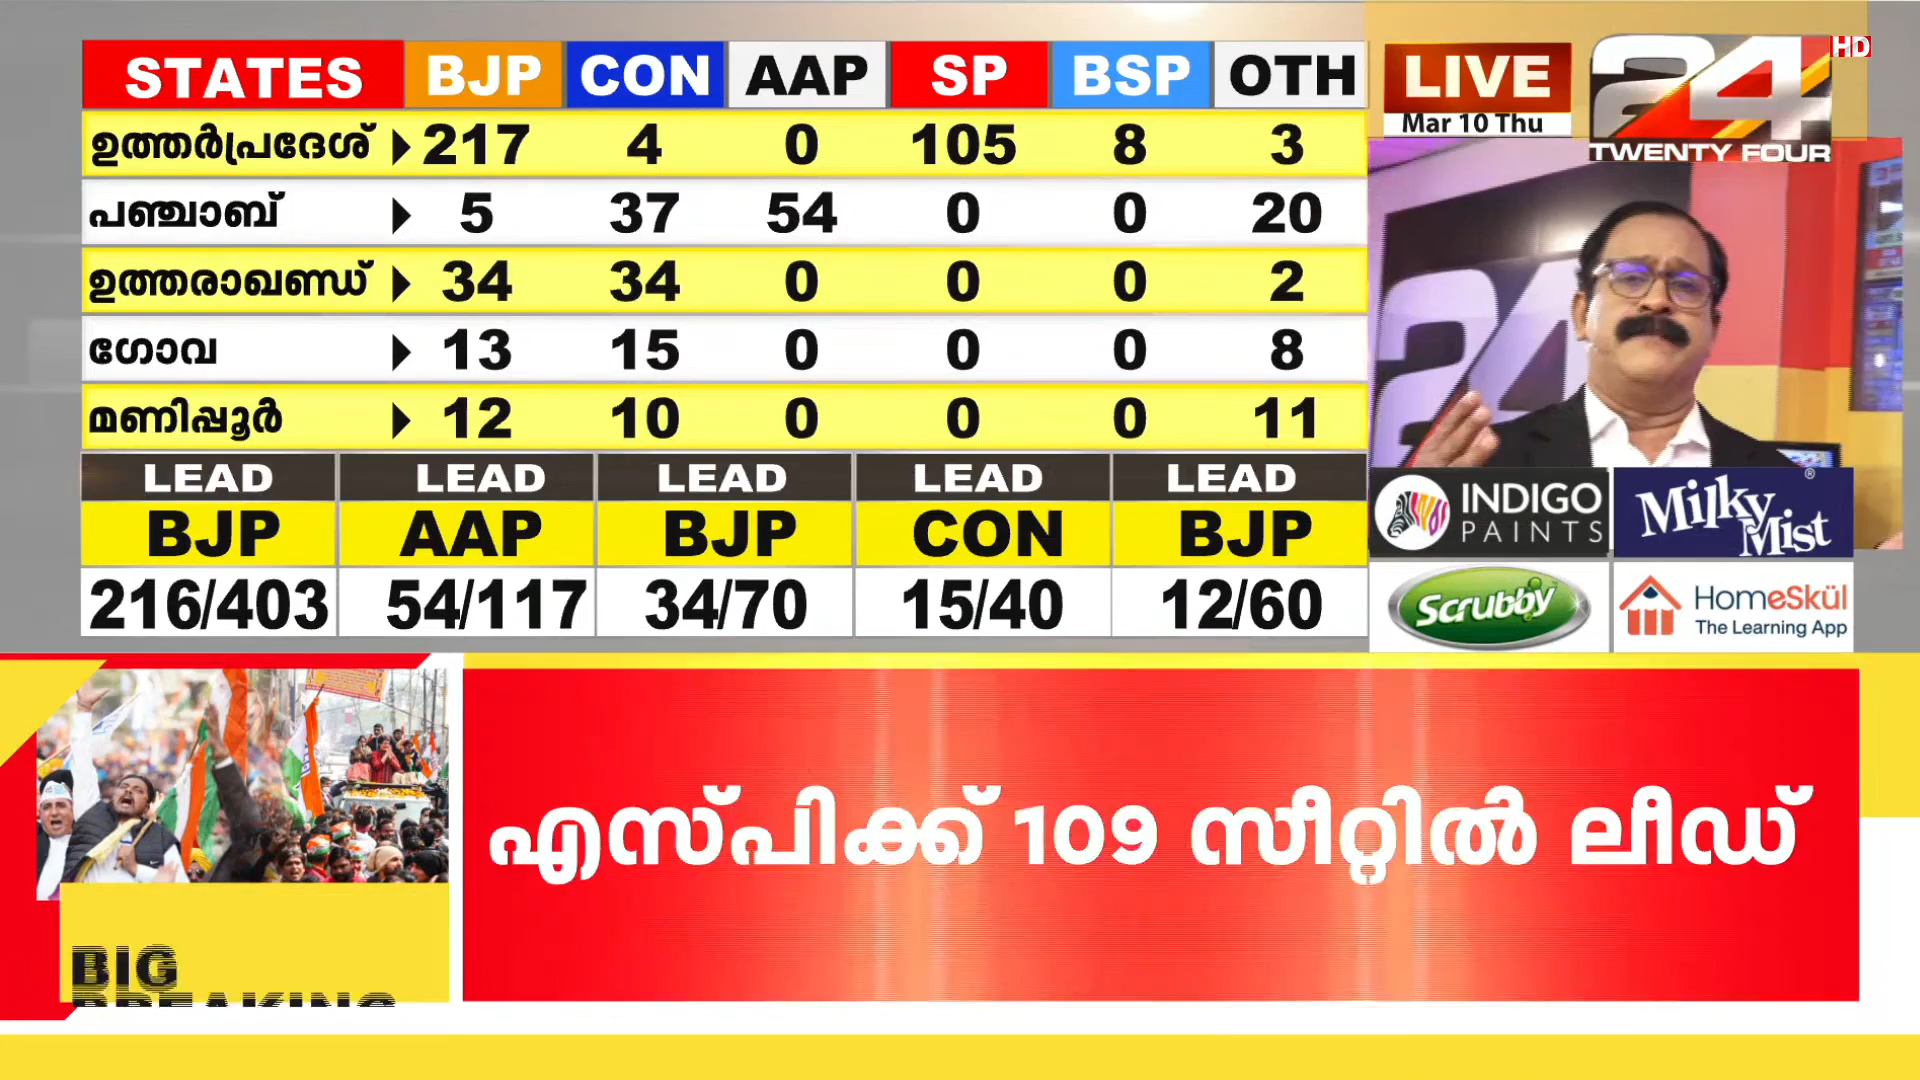 STATES BJP CON AAP SP BSP OTH
ഉത്തർപ്രദേശ് 217 4 0 105 8 3
പഞ്ചാബ് 5 37 54 0 0 20
ഉത്തരാഖണ്ഡ് 34 34 0 0 0 2
ഗോവ 13 15 0 0 0 8
മണിപ്പൂർ 12 10 0 0 0 11
LEAD LEAD LEAD LEAD LEAD
BJP AAP BJP CON BJP
216/403 54/117 34/70 15/40 12/60
LIVE
Mar 10 Thu
24
HD
TWENTY FOUR
INDIGO
PAINTS
Milky
Mist
Scrubby
HomeSkül
The Learning App
എസ്പിക്ക് 109 സീറ്റിൽ ലീഡ്
BIG
BREAKING